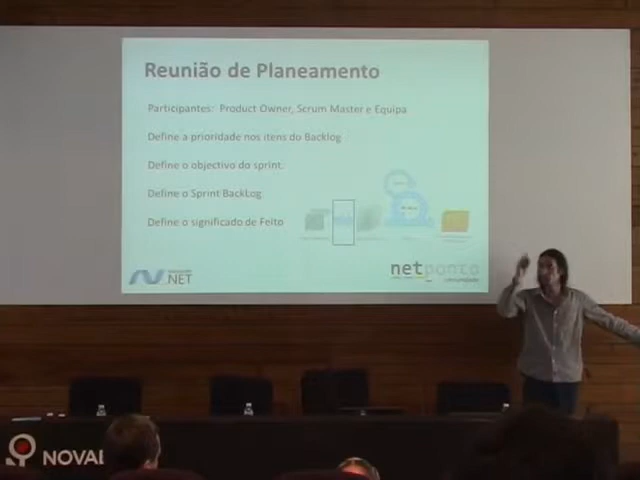 Reunião de Planeamento
Participantes: Product Owner, Scrum Master e Equipa
Define a prioridade nos itens do Backlog
Define o objectivo do sprint.
Define o Sprint BackLog
Define o significado de Feito
.NET
netponto
NOVA